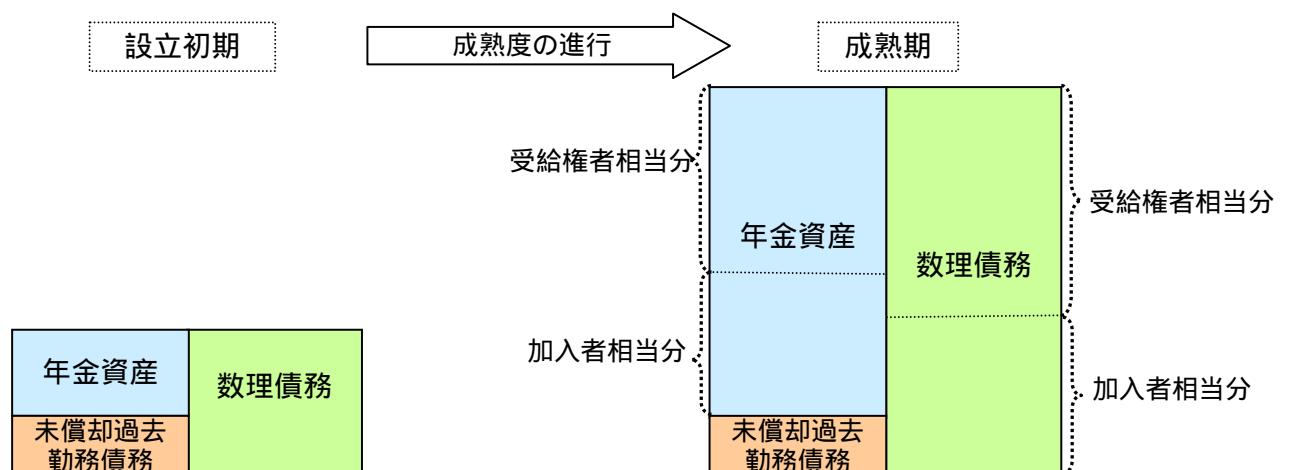 設立初期
成熟度の進行
成熟期
受給権者相当分
年金資産
数理債務
受給権者相当分
加入者相当分
加入者相当分
年金資産
数理債務
未償却過去
勤務債務
未償却過去
勤務債務